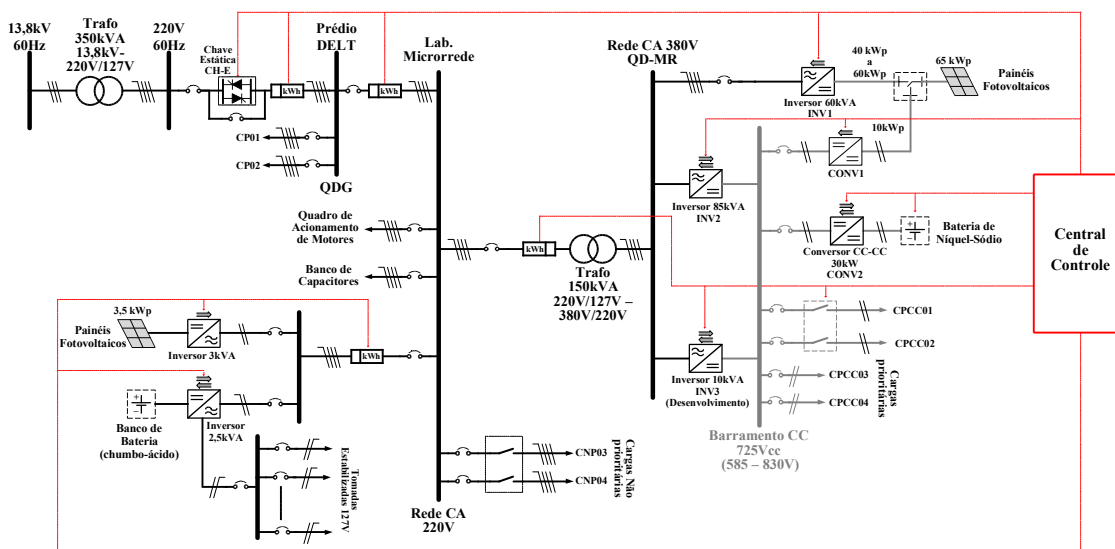 13,8kV
60Hz
Trafo
350kVA
13,8kV-
220V/127V
220V
60Hz
Chave
Estática
CH-E
kWh
Prédio
DELT
kWh
CP01
CP02
QDG
Lab.
Microrrede
Quadro de
Acionamento de
Motores
Banco de
Capacitores
3,5 kWp
Painéis
Fotovoltaicos
Inversor 3kVA
kWh
Banco de
Bateria
(chumbo-ácido)
Inversor
2,5kVA
Tomadas
Estabilizadas 127V
Rede CA
220V
CNP03
CNP04
Cargas Não
prioritárias
kWh
Trafo
150kVA
220V/127V –
380V/220V
Rede CA 380V
QD-MR
Inversor 60kVA
INV1
40 kWp
a
60kWp
65 kWp
Painéis
Fotovoltaicos
10kWp
CONV1
Inversor 85kVA
INV2
Conversor CC-CC
30kW
CONV2
Bateria de
Níquel-Sódio
Inversor 10kVA
INV3
(Desenvolvimento)
CPCC01
CPCC02
CPCC03
CPCC04
Cargas
prioritárias
Barramento CC
725Vcc
(585 – 830V)
Central
de
Controle